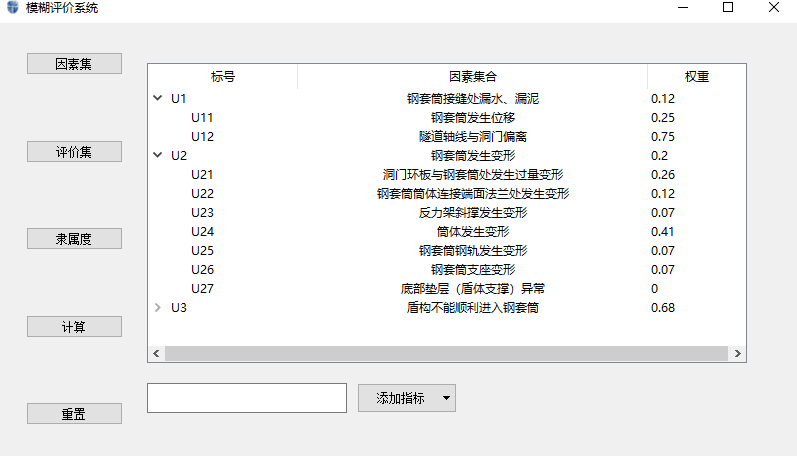 模糊评价系统
因素集
评价集
隶属度
计算
重置
标号 因素集合 权重
U1 钢套筒接缝处漏水、漏泥 0.12
U11 钢套筒发生位移 0.25
U12 隧道轴线与洞门偏离 0.75
U2 钢套筒发生变形 0.2
U21 洞门环板与钢套筒处发生过量变形 0.26
U22 钢套筒筒体连接端面法兰处发生变形 0.12
U23 反力架斜撑发生变形 0.07
U24 筒体发生变形 0.41
U25 钢套筒钢轨发生变形 0.07
U26 钢套筒支座变形 0.07
U27 底部垫层（盾体支撑）异常 0
U3 盾构不能顺利进入钢套筒 0.68
添加指标